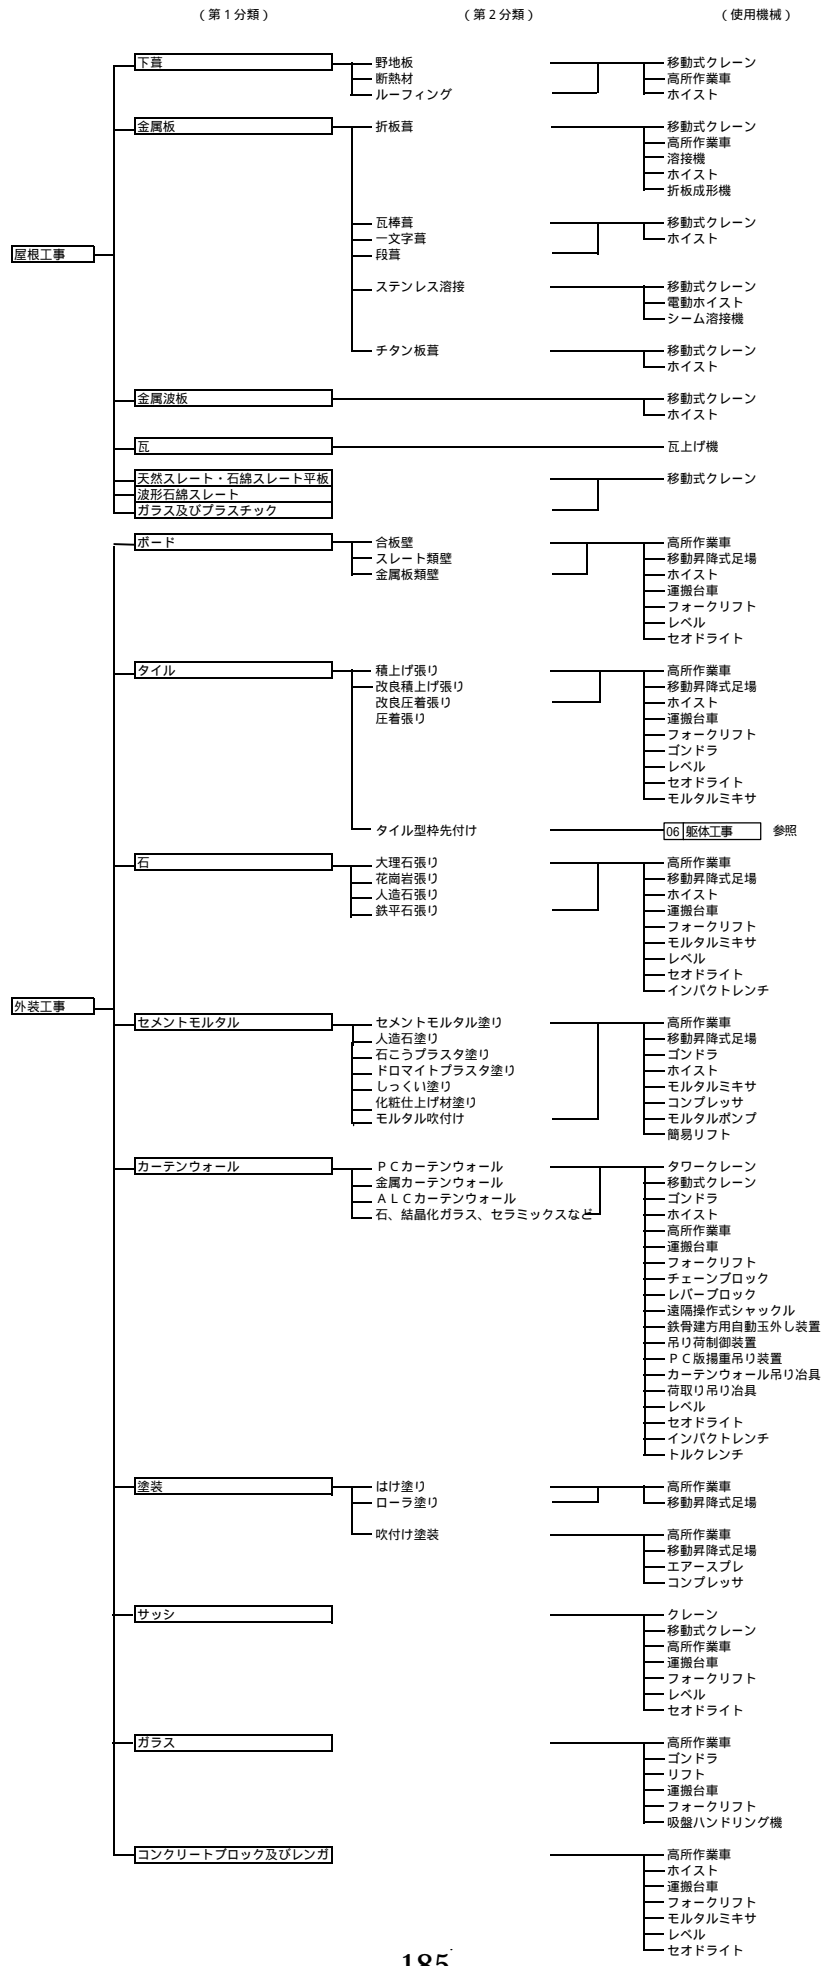 （第１分類） （第２分類） （使用機械）
下葺 野地板 移動式クレーン
断熱材 高所作業車
ルーフィング ホイスト
金属板 折板葺 移動式クレーン
高所作業車
溶接機
ホイスト
折板成形機
瓦棒葺 移動式クレーン
一文字葺 ホイスト
屋根工事 段葺
ステンレス溶接 移動式クレーン
電動ホイスト
シーム溶接機
チタン板葺 移動式クレーン
ホイスト
金属波板 移動式クレーン
ホイスト
瓦 瓦上げ機
天然スレート・石綿スレート平板 移動式クレーン
波形石綿スレート
ガラス及びプラスチック
ボード 合板壁 高所作業車
スレート類壁 移動昇降式足場
金属板類壁 ホイスト
運搬台車
フォークリフト
レベル
セオドライト
タイル 積上げ張り 高所作業車
改良積上げ張り 移動昇降式足場
改良圧着張り ホイスト
圧着張り 運搬台車
フォークリフト
ゴンドラ
レベル
セオドライト
モルタルミキサ
タイル型枠先付け 06 躯体工事 参照
石 大理石張り 高所作業車
花崗岩張り 移動昇降式足場
人造石張り ホイスト
鉄平石張り 運搬台車
フォークリフト
モルタルミキサ
レベル
セオドライト
インパクトレンチ
外装工事
セメントモルタル セメントモルタル塗り 高所作業車
人造石塗り 移動昇降式足場
石こうプラスタ塗り ゴンドラ
ドロマイトプラスタ塗り ホイスト
しっくい塗り モルタルミキサ
化粧仕上げ材塗り コンプレッサ
モルタル吹付け モルタルポンプ
簡易リフト
カーテンウォール ＰＣカーテンウォール タワークレーン
金属カーテンウォール 移動式クレーン
ＡＬＣカーテンウォール ゴンドラ
石、結晶化ガラス、セラミックスなど ホイスト
高所作業車
運搬台車
フォークリフト
チェーンブロック
レバーブロック
遠隔操作式シャックル
鉄骨建方用自動玉外し装置
吊り荷制御装置
ＰＣ版揚重吊り装置
カーテンウォール吊り冶具
荷取り吊り冶具
レベル
セオドライト
インパクトレンチ
トルクレンチ
塗装 はけ塗り 高所作業車
ローラ塗り 移動昇降式足場
吹付け塗装 高所作業車
移動昇降式足場
エアースプレ
コンプレッサ
サッシ クレーン
移動式クレーン
高所作業車
運搬台車
フォークリフト
レベル
セオドライト
ガラス 高所作業車
ゴンドラ
リフト
運搬台車
フォークリフト
吸盤ハンドリング機
コンクリートブロック及びレンガ 高所作業車
ホイスト
運搬台車
フォークリフト
モルタルミキサ
レベル
セオドライト
185